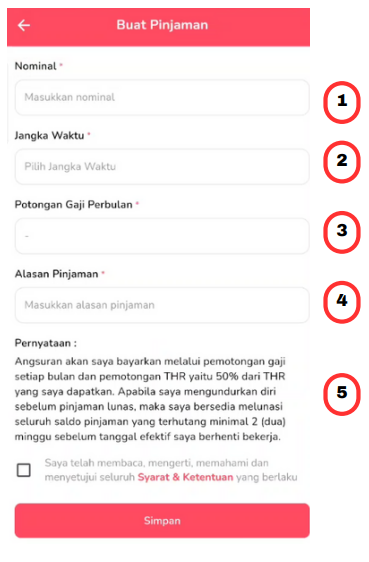 Buat Pinjaman
Nominal *
Masukkan nominal
1
Jangka Waktu *
Pilih Jangka Waktu
2
Potongan Gaji Perbulan *
-
3
Alasan Pinjaman *
Masukkan alasan pinjaman
4
Pernyataan :
Angsuran akan saya bayarkan melalui pemotongan gaji
setiap bulan dan pemotongan THR yaitu 50% dari THR
yang saya dapatkan. Apabila saya mengundurkan diri
sebelum pinjaman lunas, maka saya bersedia melunasi
seluruh saldo pinjaman yang terhutang minimal 2 (dua)
minggu sebelum tanggal efektif saya berhenti bekerja.
5
Saya telah membaca, mengerti, memahami dan
menyetujui seluruh Syarat & Ketentuan yang berlaku
Simpan